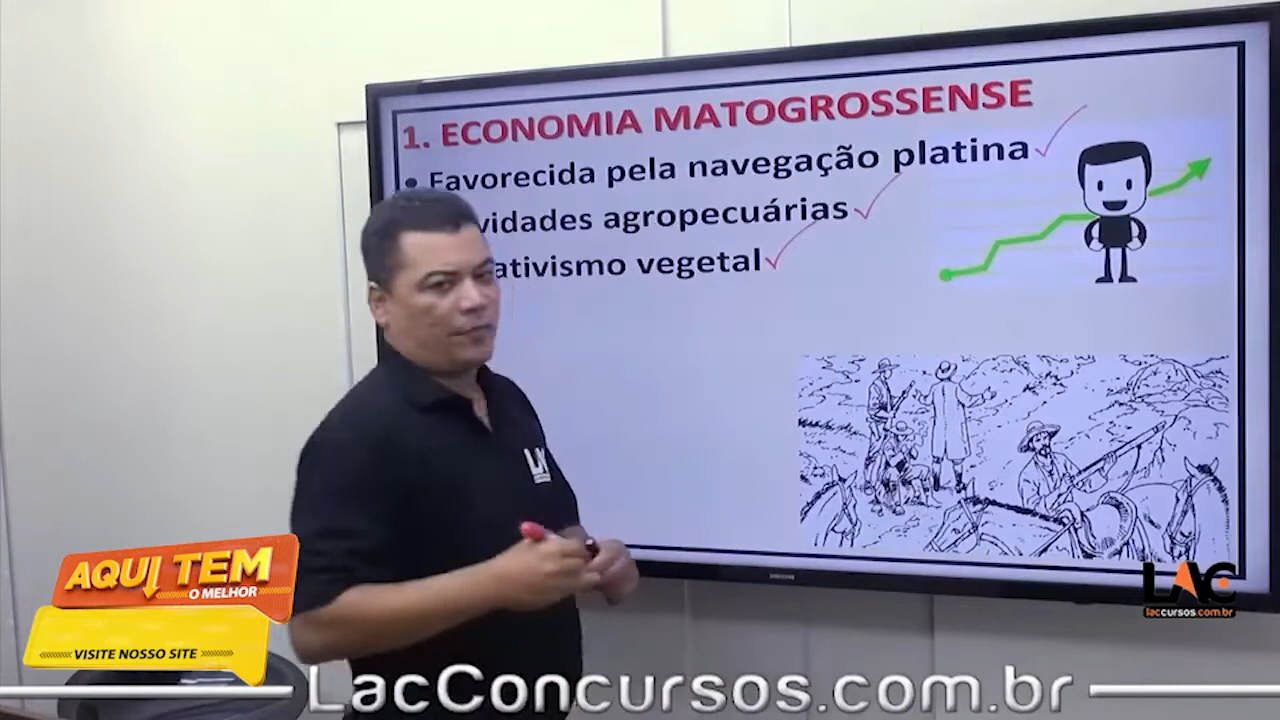 1. ECONOMIA MATOGROSSENSE
• Favorecida pela navegação platina
vidades agropecuárias
ativismo vegetal
LAC
AQUI TEM
O MELHOR
VISITE NOSSO SITE
LAC
laccursos.com.br
LacConcursos.com.br